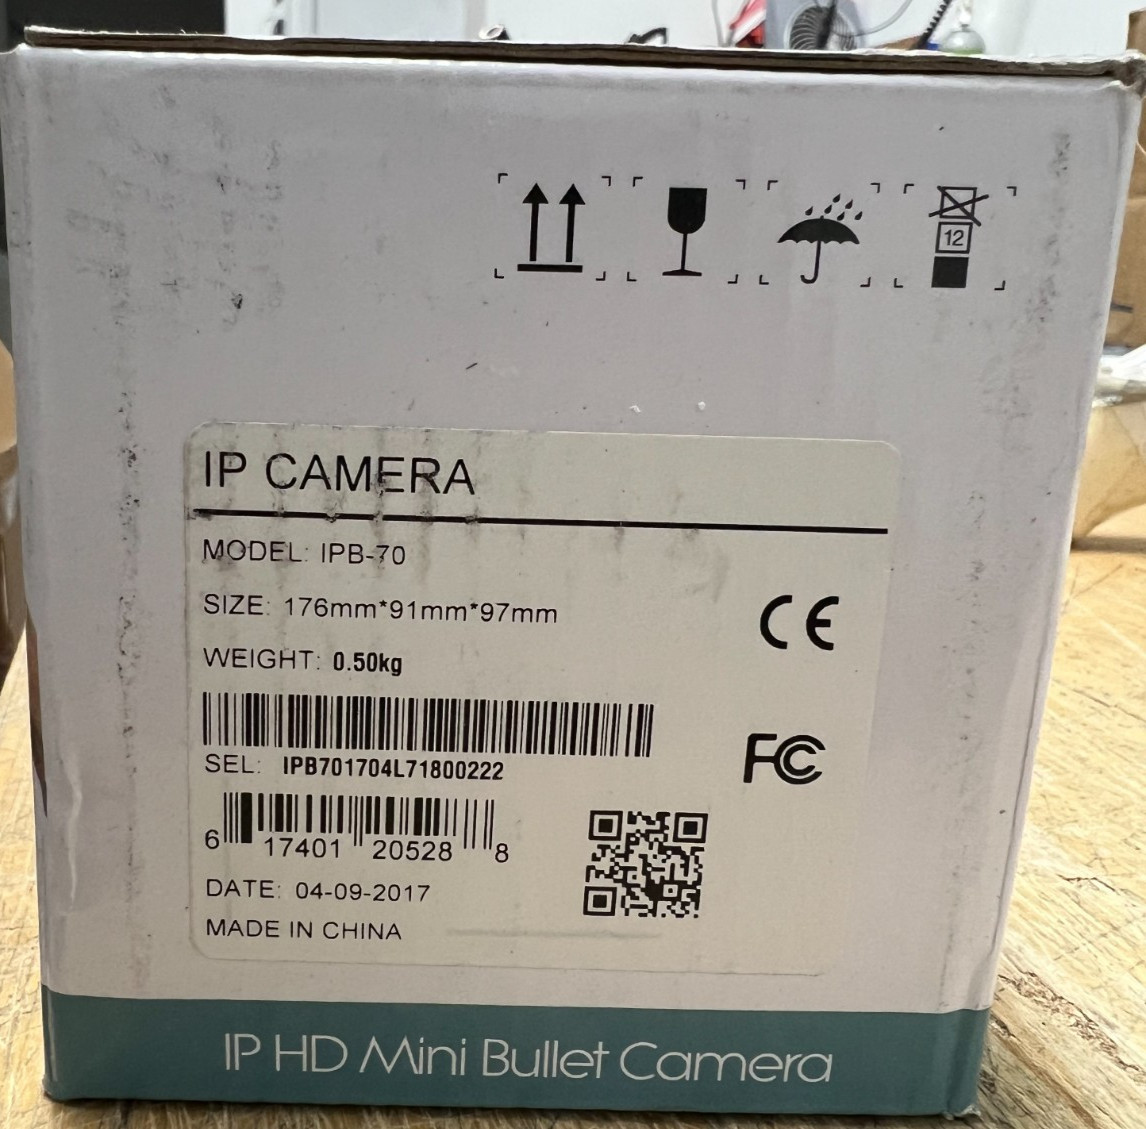 12
IP CAMERA
MODEL: IPB-70
SIZE: 176mm*91mm*97mm
WEIGHT: 0.50kg
CE
FC
SEL: IPB701704L71800222
6 17401 20528 8
DATE: 04-09-2017
MADE IN CHINA
IP HD Mini Bullet Camera